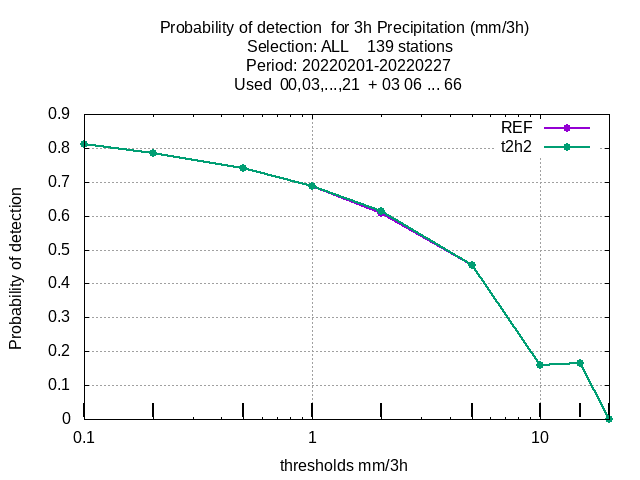 Probability of detection  for 3h Precipitation (mm/3h)
Selection: ALL    139 stations
Period: 20220201-20220227
Used  00,03,...,21  + 03 06 ... 66
REF
t2h2
0.9
0.8
0.7
0.6
0.5
0.4
0.3
0.2
0.1
0
Probability of detection
0.1 1 10
thresholds mm/3h